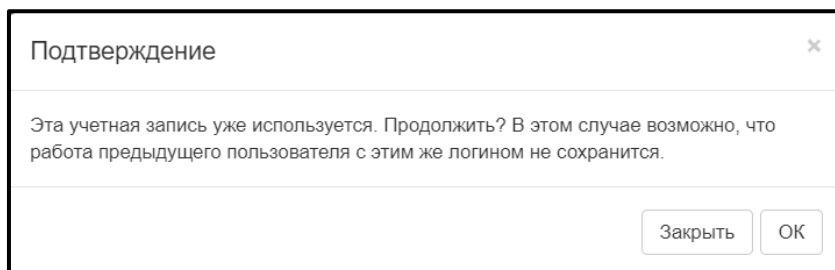 Подтверждение ×
Эта учетная запись уже используется. Продолжить? В этом случае возможно, что
работа предыдущего пользователя с этим же логином не сохранится.
Закрыть ОК